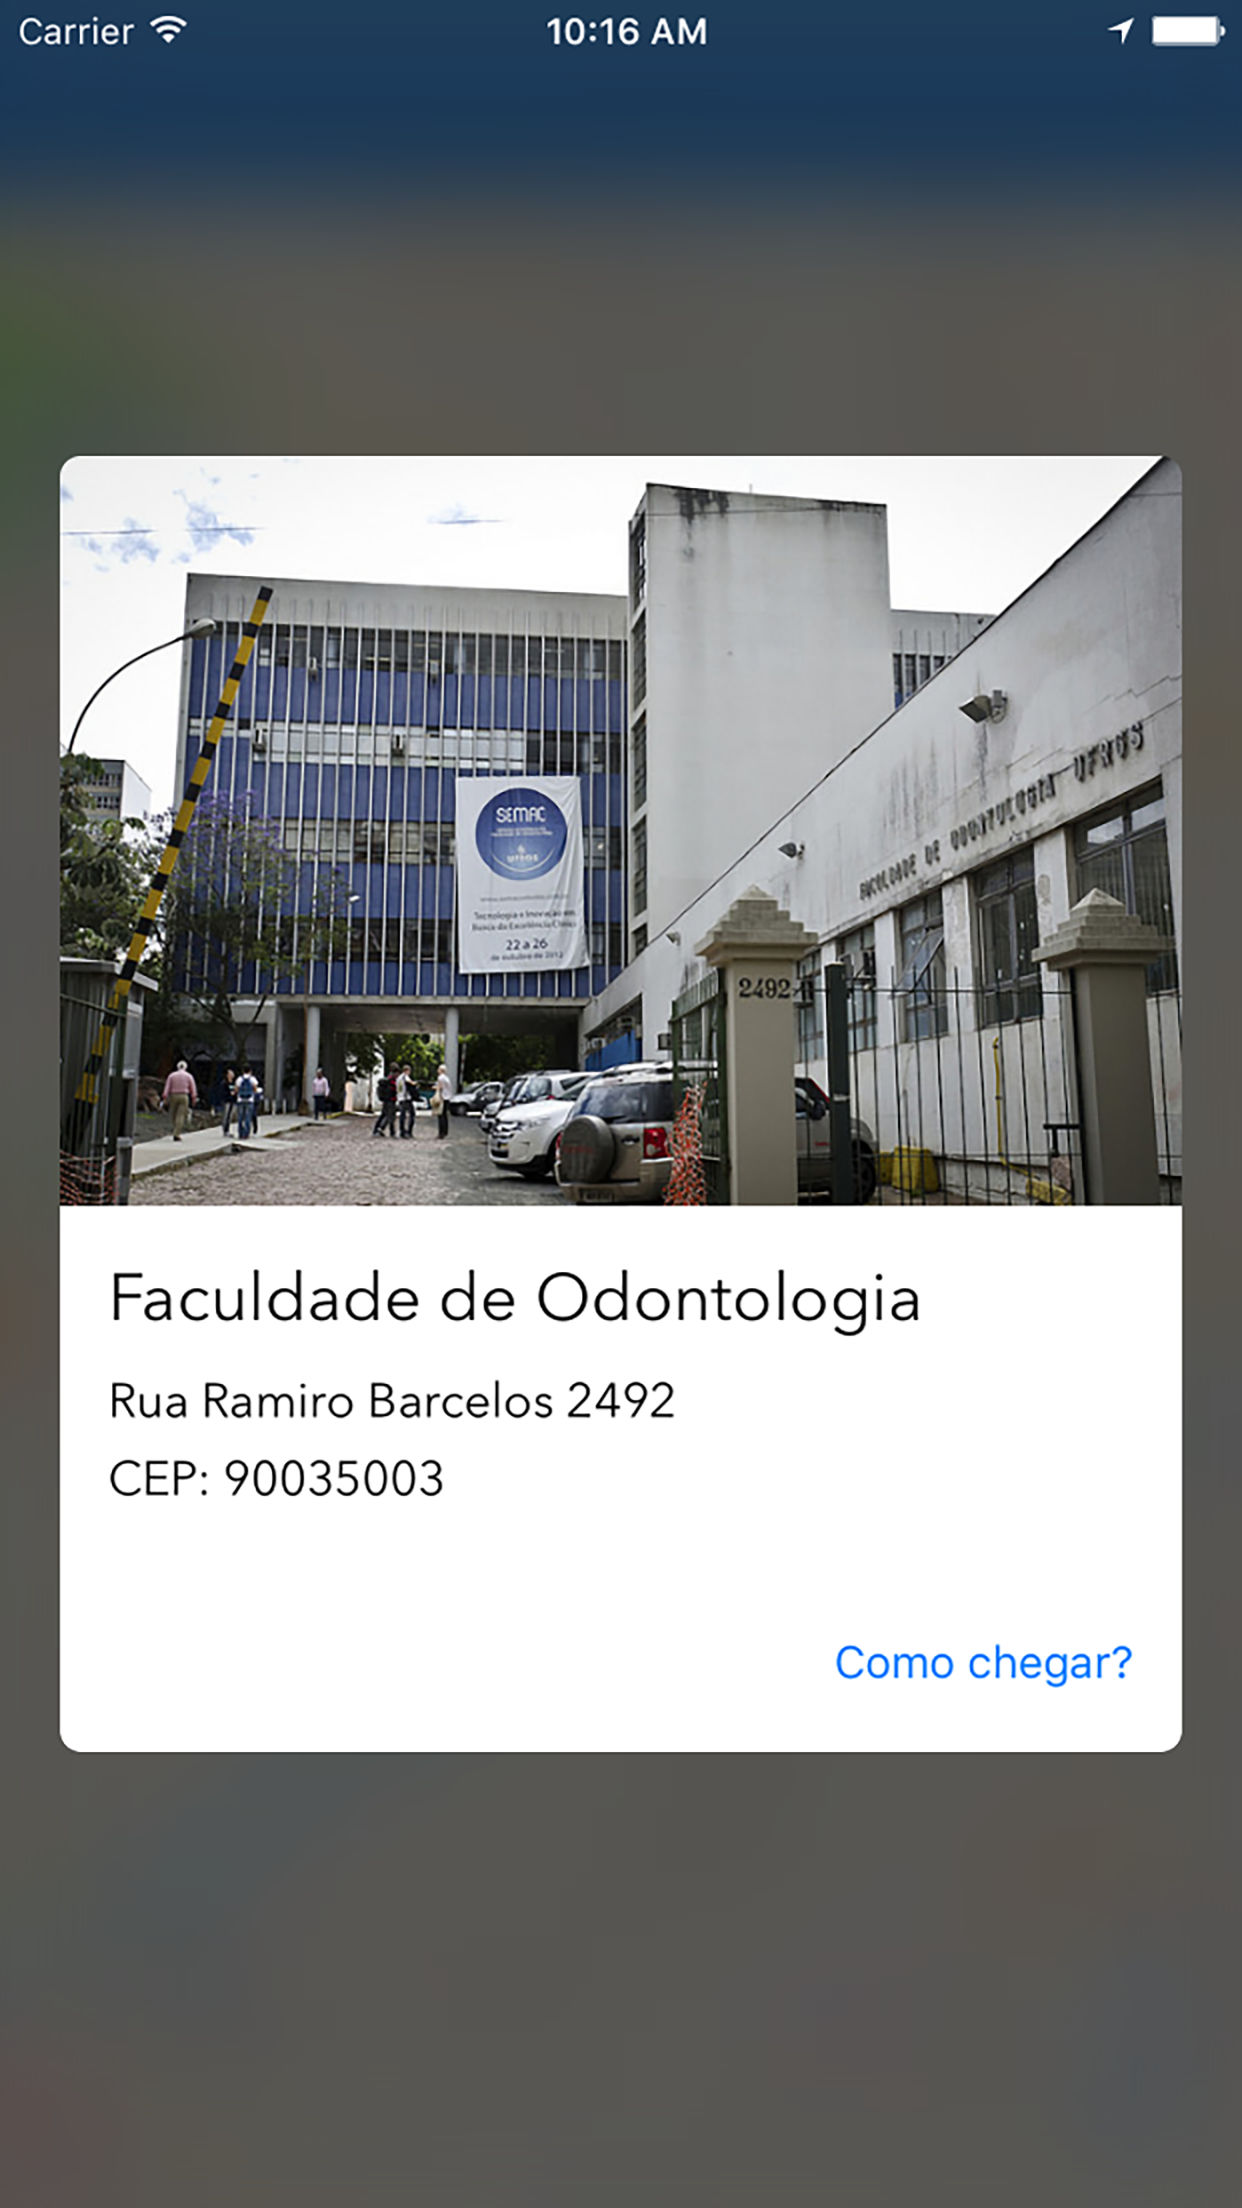 Carrier
10:16 AM
SEMAC
UFRGS
Tecnologia e Inovação em
Busca da Excelência Clínica
22 a 26
de outubro de 2012
FACULDADE DE ODONTOLOGIA UFRGS
2492
Faculdade de Odontologia
Rua Ramiro Barcelos 2492
CEP: 90035003
Como chegar?